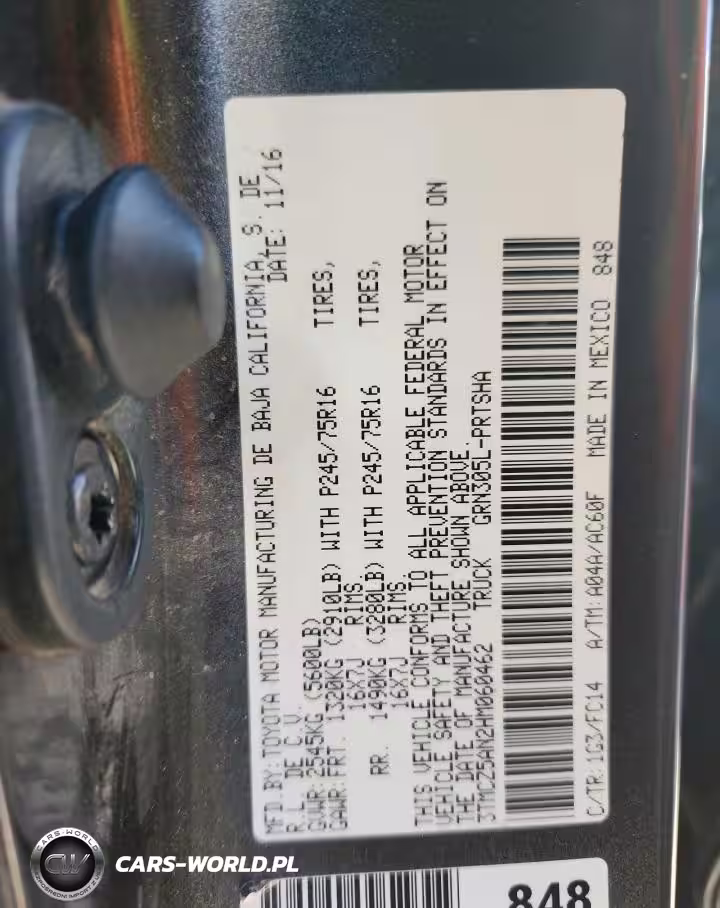 MFD.BY:TOYOTA MOTOR MANUFACTURING DE BAJA CALIFORNIA, S. DE
R.L. DE C.V. DATE: 11/16
GVWR: 2545KG (5600LB)
GAWR:FRT. 1320KG (2910LB) WITH P245/75R16 TIRES,
16X7J RIMS.
RR. 1490KG (3280LB) WITH P245/75R16 TIRES,
16X7J RIMS.
THIS VEHICLE CONFORMS TO ALL APPLICABLE FEDERAL MOTOR
VEHICLE SAFETY AND THEFT PREVENTION STANDARDS IN EFFECT ON
THE DATE OF MANUFACTURE SHOWN ABOVE.
3TMCZ5AN2HM060462 TRUCK GRN305L-PRTSHA
C/TR:1G3/FC14 A/TM:A04A/AC60F MADE IN MEXICO 848
848
CARS-WORLD
CW
CARS-WORLD.PL